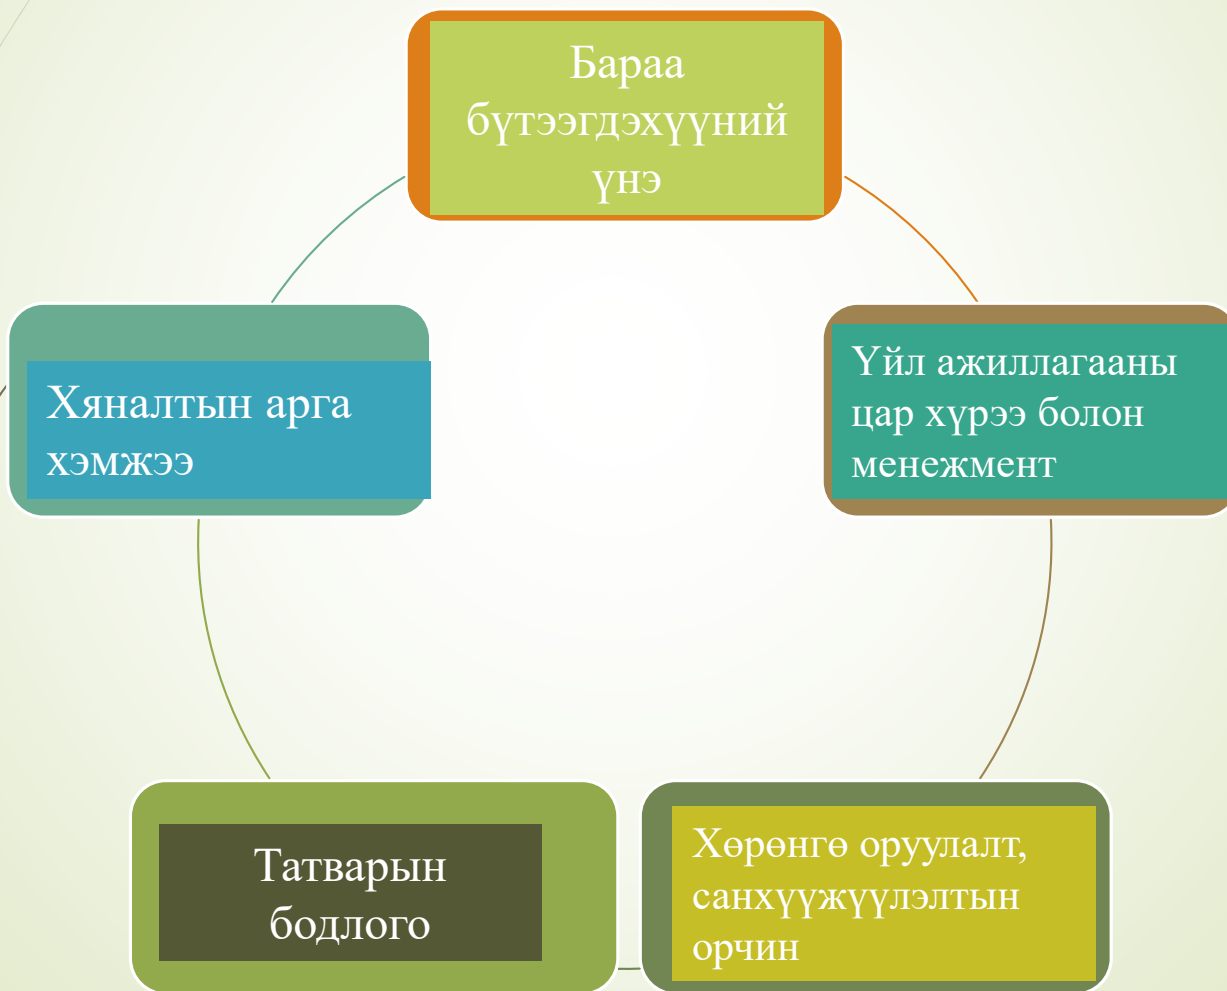 Бараа
бүтээгдэхүүний
үнэ
Үйл ажиллагааны
цар хүрээ болон
менежмент
Хөрөнгө оруулалт,
санхүүжүүлэлтын
орчин
Татварын
бодлого
Хяналтын арга
хэмжээ